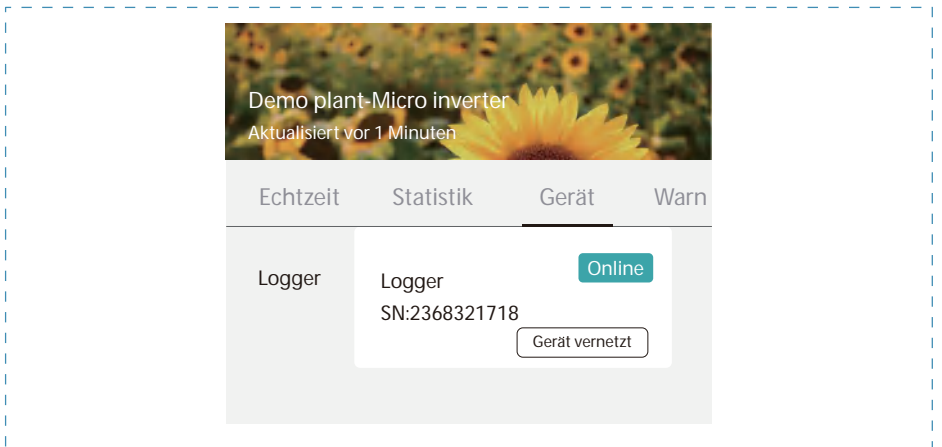 Demo plant-Micro inverter
Aktualisiert vor 1 Minuten
Echtzeit Statistik Gerät Warn
Logger
Online
Logger
SN:2368321718
Gerät vernetzt